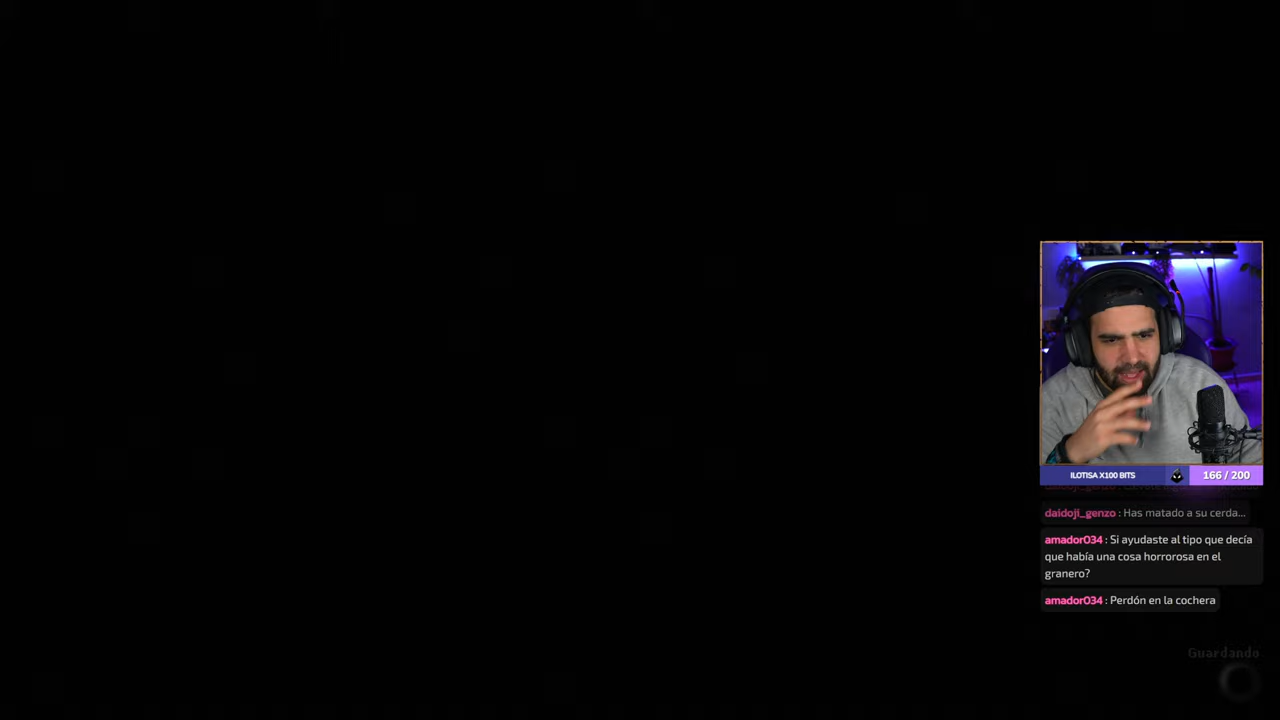 ILOTISA X100 BITS
166 / 200
daidoji_genzo : Has matado a su cerda...
amador034 : Si ayudaste al tipo que decía
que había una cosa horrorosa en el
granero?
amador034 : Perdón en la cochera
Guardando